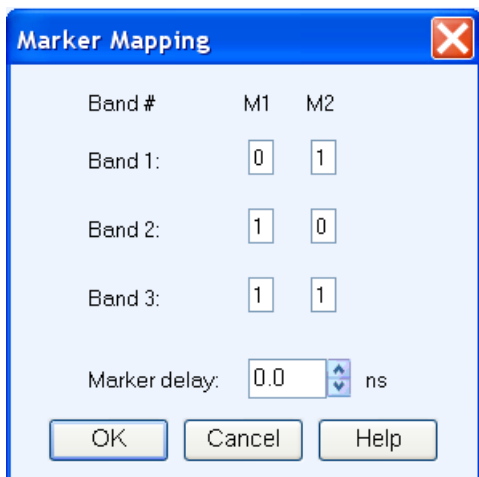 Marker Mapping
Band # M1 M2
Band 1: 0 1
Band 2: 1 0
Band 3: 1 1
Marker delay: 0.0 ns
OK Cancel Help